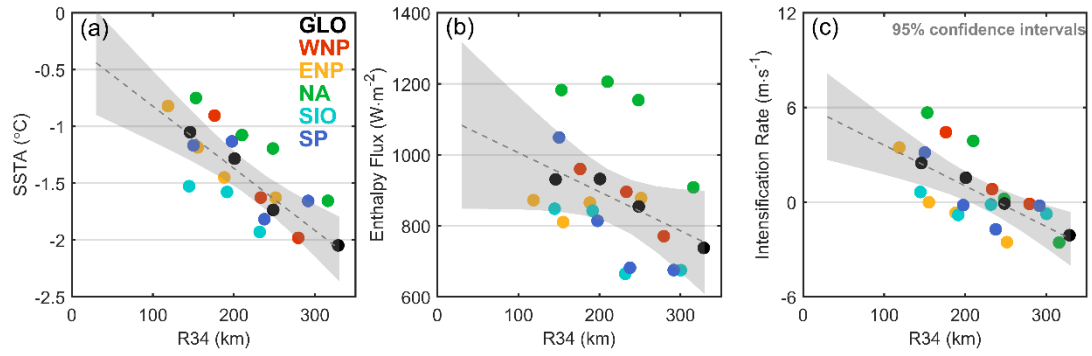 (a)
GLO
WNP
ENP
NA
SIO
SP
0
-0.5
-1
-1.5
-2
-2.5
SSTA (°C)
0 100 200 300
R34 (km)
(b)
1400
1200
1000
800
600
Enthalpy Flux (W·m⁻²)
0 100 200 300
R34 (km)
(c)
95% confidence intervals
12
6
0
-6
Intensification Rate (m·s⁻¹)
0 100 200 300
R34 (km)